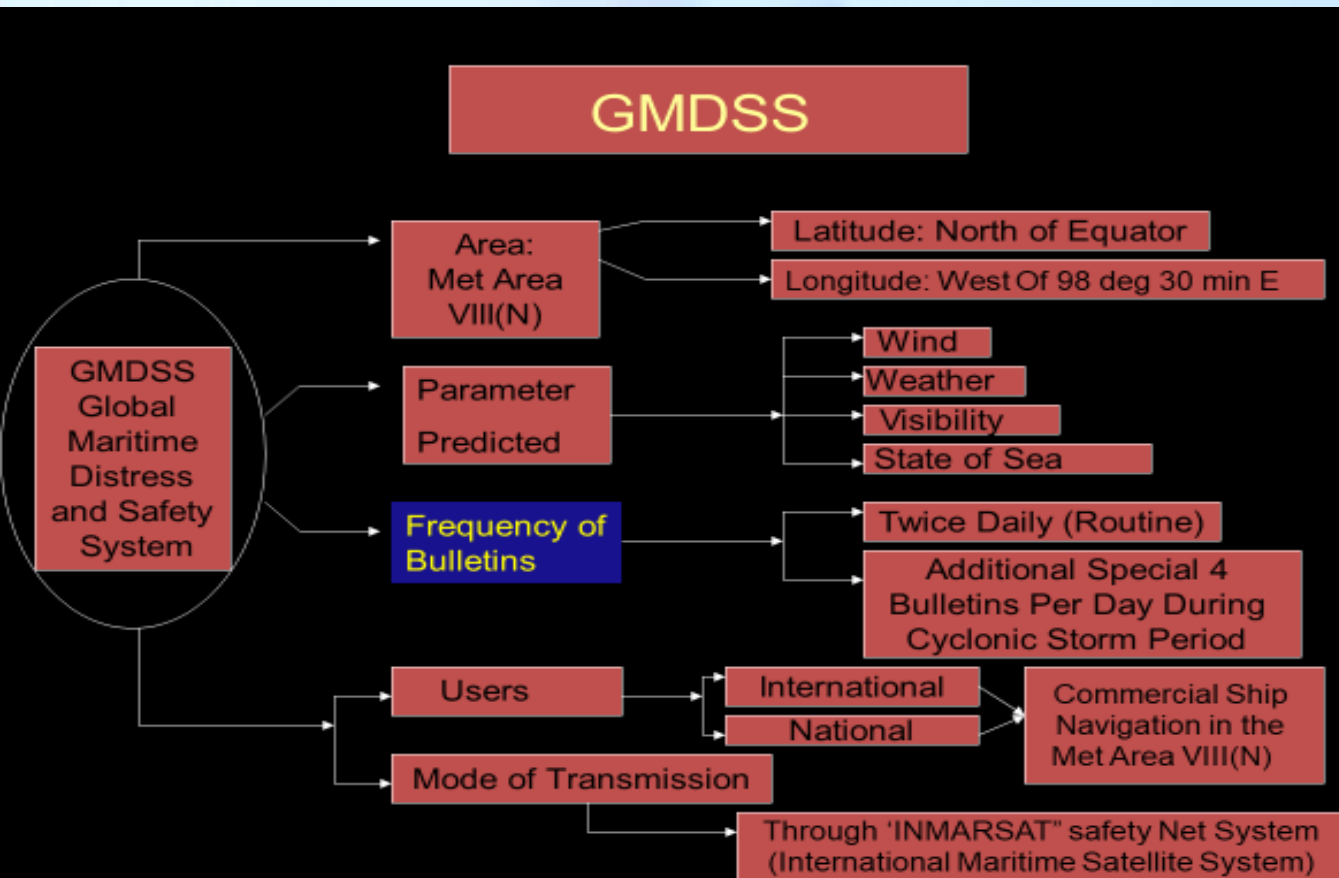 GMDSS
GMDSS
Global
Maritime
Distress
and Safety
System
Area:
Met Area
VIII(N)
Latitude: North of Equator
Longitude: West Of 98 deg 30 min E
Parameter
Predicted
Wind
Weather
Visibility
State of Sea
Frequency of
Bulletins
Twice Daily (Routine)
Additional Special 4
Bulletins Per Day During
Cyclonic Storm Period
Users
International
National
Commercial Ship
Navigation in the
Met Area VIII(N)
Mode of Transmission
Through ‘INMARSAT” safety Net System
(International Maritime Satellite System)